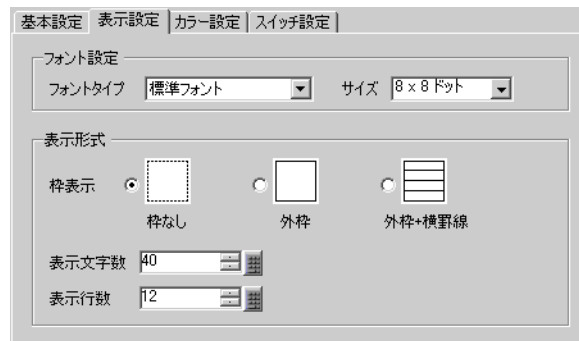 基本設定 表示設定 カラー設定 スイッチ設定
フォント設定
フォントタイプ 標準フォント サイズ 8 x 8 ドット
表示形式
枠表示
枠なし 外枠 外枠+横罫線
表示文字数 40
表示行数 12